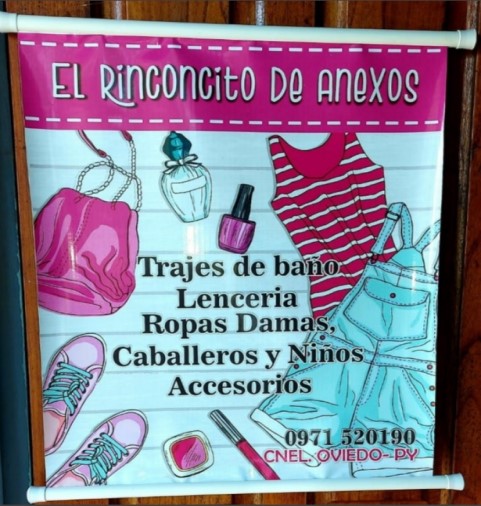 EL RINCONCITO DE ANEXOS
Trajes de baño
Lenceria
Ropas Damas,
Caballeros y Niños
Accesorios
0971 520190
CNEL. OVIEDO-PY